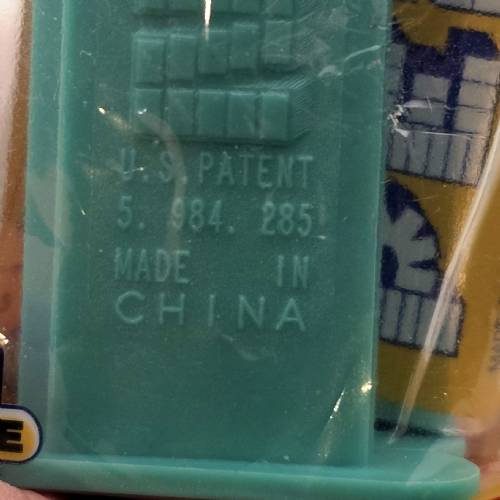 U.S. PATENT
5. 984. 285
MADE IN
CHINA
E